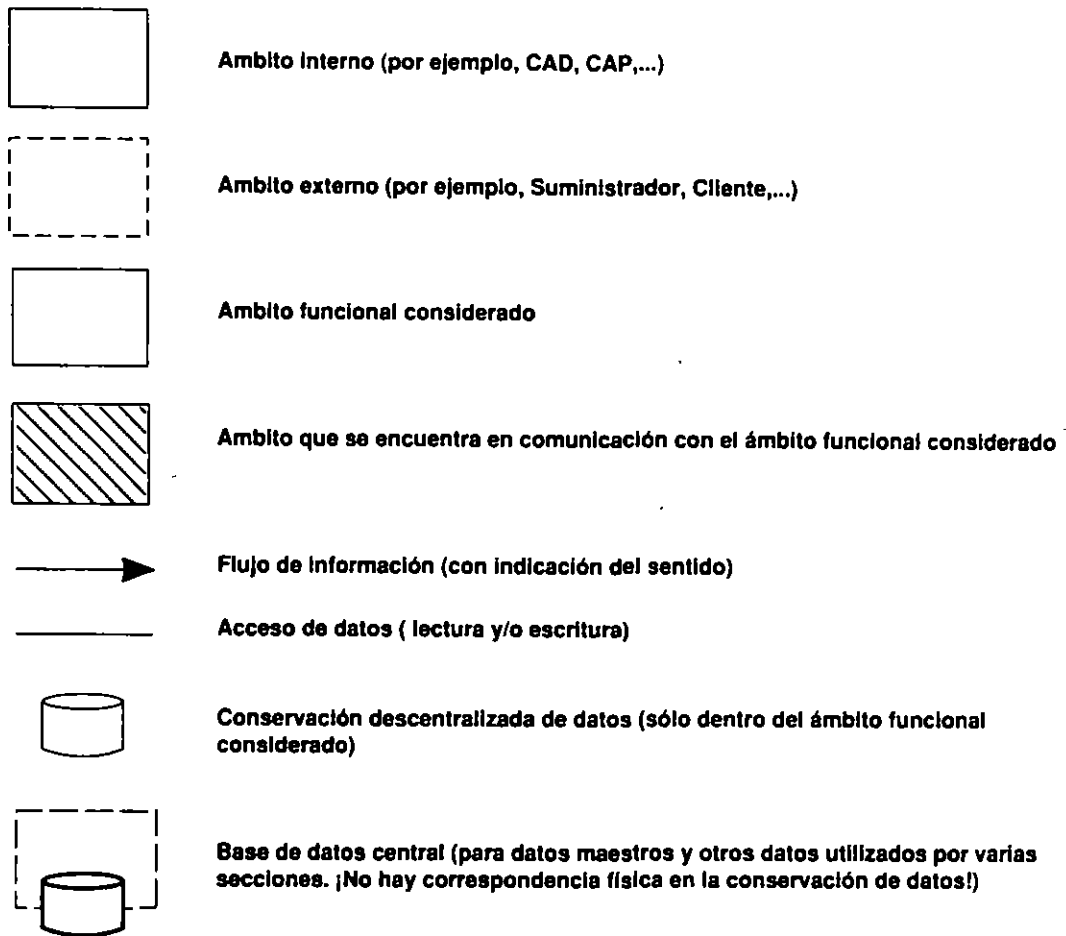 Ambito interno (por ejemplo, CAD, CAP,...)
Ambito externo (por ejemplo, Suministrador, Cliente,...)
Ambito funcional considerado
Ambito que se encuentra en comunicación con el ámbito funcional considerado
Flujo de información (con indicación del sentido)
Acceso de datos ( lectura y/o escritura)
Conservación descentralizada de datos (sólo dentro del ámbito funcional
considerado)
Base de datos central (para datos maestros y otros datos utilizados por varias
secciones. ¡No hay correspondencia física en la conservación de datos!)